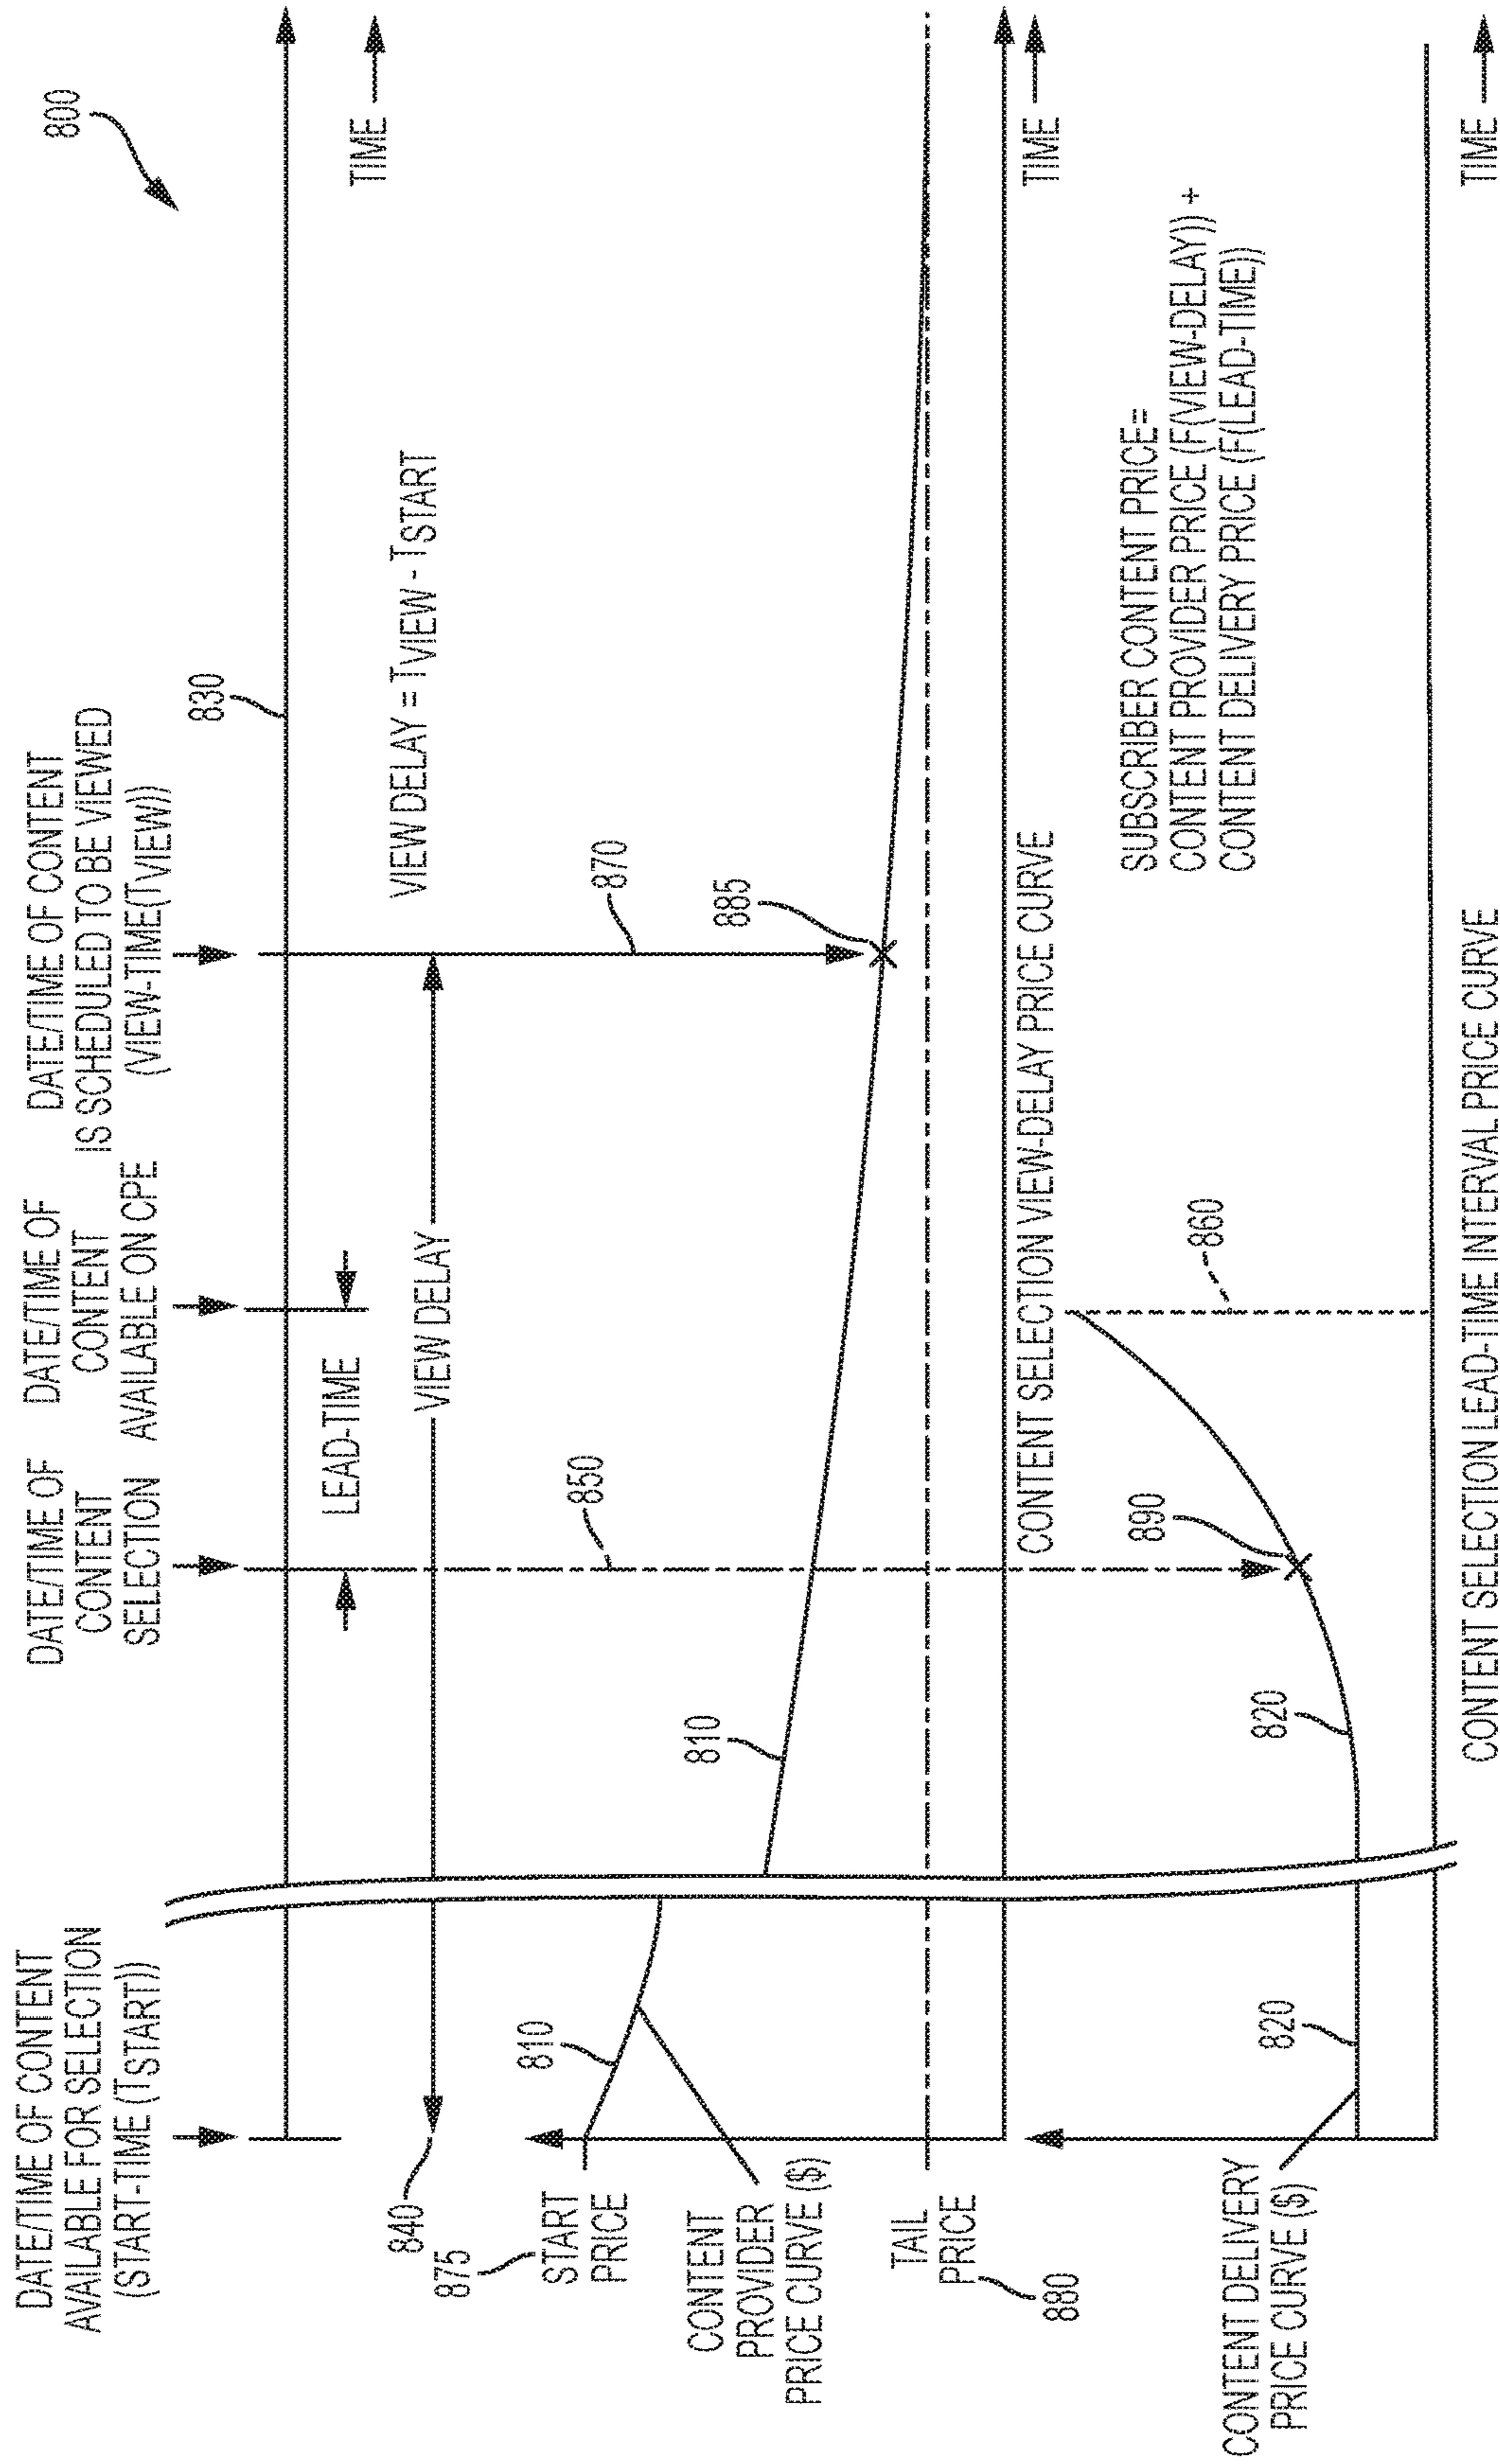 800
DATE/TIME OF CONTENT
AVAILABLE FOR SELECTION
(START-TIME (TSTART))
DATE/TIME OF
CONTENT
SELECTION
DATE/TIME OF
CONTENT
AVAILABLE ON CPE
DATE/TIME OF CONTENT
IS SCHEDULED TO BE VIEWED
(VIEW-TIME(TVIEW))
830
LEAD-TIME
TIME
840
VIEW DELAY
VIEW DELAY = TVIEW - TSTART
875
START
PRICE
810
850
870
CONTENT
PROVIDER
PRICE CURVE ($)
810
885
TAIL
PRICE
880
CONTENT SELECTION VIEW-DELAY PRICE CURVE
TIME
890
860
SUBSCRIBER CONTENT PRICE=
CONTENT PROVIDER PRICE (F(VIEW-DELAY)) +
CONTENT DELIVERY PRICE (F(LEAD-TIME))
CONTENT DELIVERY
PRICE CURVE ($)
820
820
CONTENT SELECTION LEAD-TIME INTERVAL PRICE CURVE
TIME